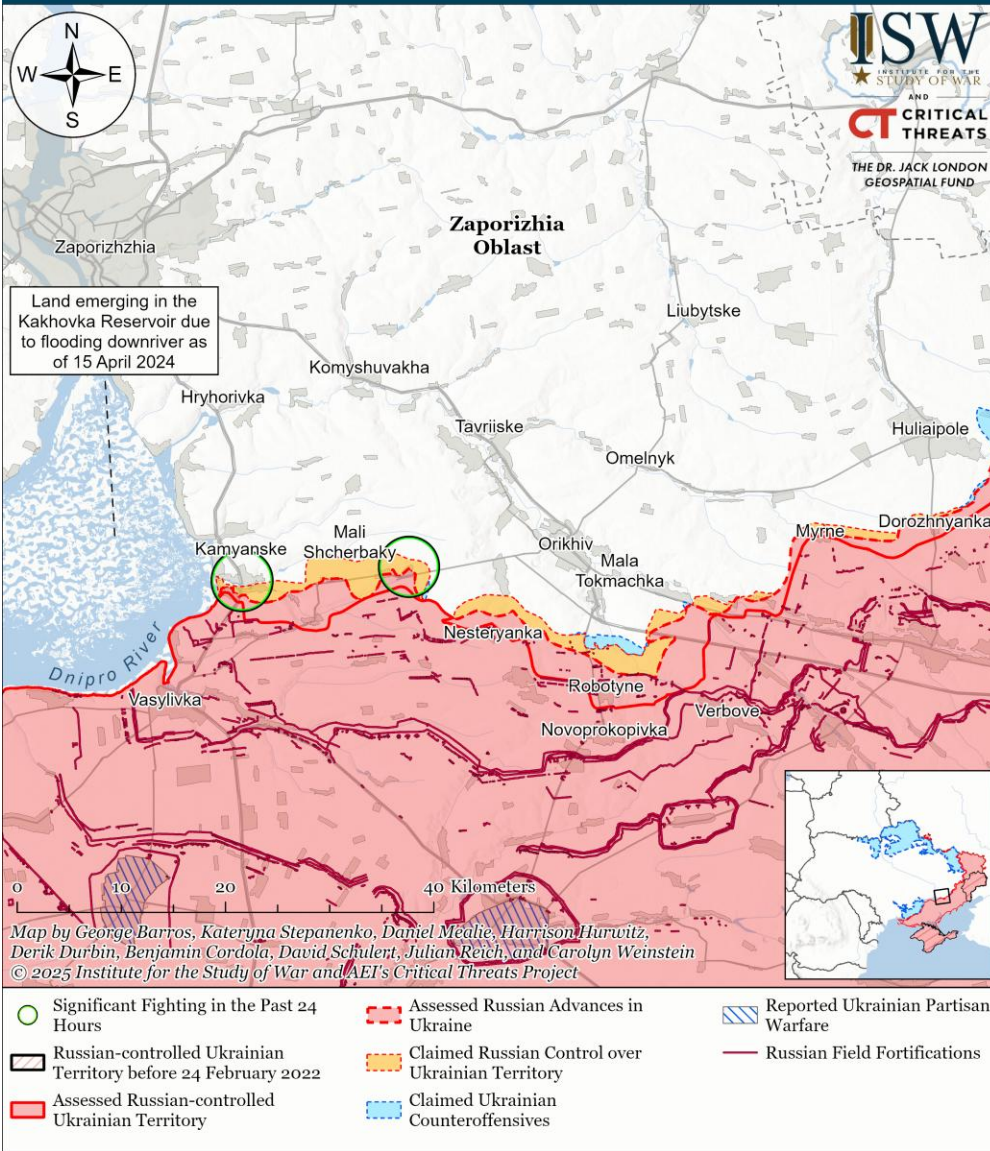 N
W
E
S
ISW
INSTITUTE FOR THE
STUDY OF WAR
AND
CT CRITICAL
THREATS
THE DR. JACK LONDON
GEOSPATIAL FUND
Zaporizhia
Oblast
Zaporizhzhia
Land emerging in the
Kakhovka Reservoir due
to flooding downriver as
of 15 April 2024
Liubytske
Komyshuvakha
Hryhorivka
Tavriiske
Huliaipole
Omelnyk
Kamyanske
Mali
Shcherbaky
Orikhiv
Mala
Tokmachka
Myrne
Dorozhnyanka
Nesteryanka
Dnipro River
Robotyne
Vasylivka
Verbove
Novoprokopivka
0
10
20
40 Kilometers
Map by George Barros, Kateryna Stepanenko, Daniel Mealie, Harrison Hurwitz,
Derik Durbin, Benjamin Cordola, David Schulert, Julian Reich, and Carolyn Weinstein
© 2025 Institute for the Study of War and AEI's Critical Threats Project
Significant Fighting in the Past 24
Hours
Russian-controlled Ukrainian
Territory before 24 February 2022
Assessed Russian-controlled
Ukrainian Territory
Assessed Russian Advances in
Ukraine
Claimed Russian Control over
Ukrainian Territory
Claimed Ukrainian
Counteroffensives
Reported Ukrainian Partisan
Warfare
Russian Field Fortifications